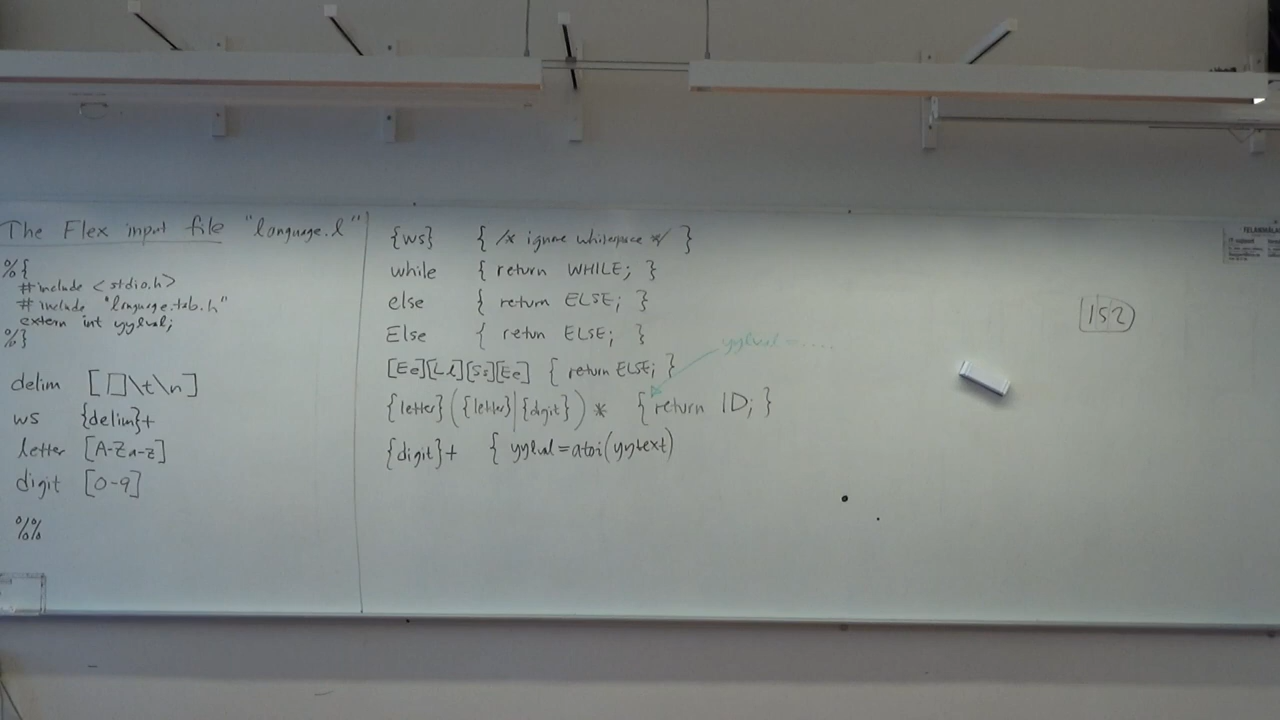 The Flex input file "language.l"
%{
#include <stdio.h>
#include "language.tab.h"
extern int yylval;
%}
delim [[]\t\n]
ws {delim}+
letter [A-Za-z]
digit [0-9]
%%
{ws} { /* ignore whitespace */ }
while { return WHILE; }
else { return ELSE; }
Else { return ELSE; }
[Ee][Ll][Ss][Ee] { return ELSE; }
yylval = ....
{letter}({letter}|{digit})* { return ID; }
{digit}+ { yylval=atoi(yytext)
152
FELANMÄLAN